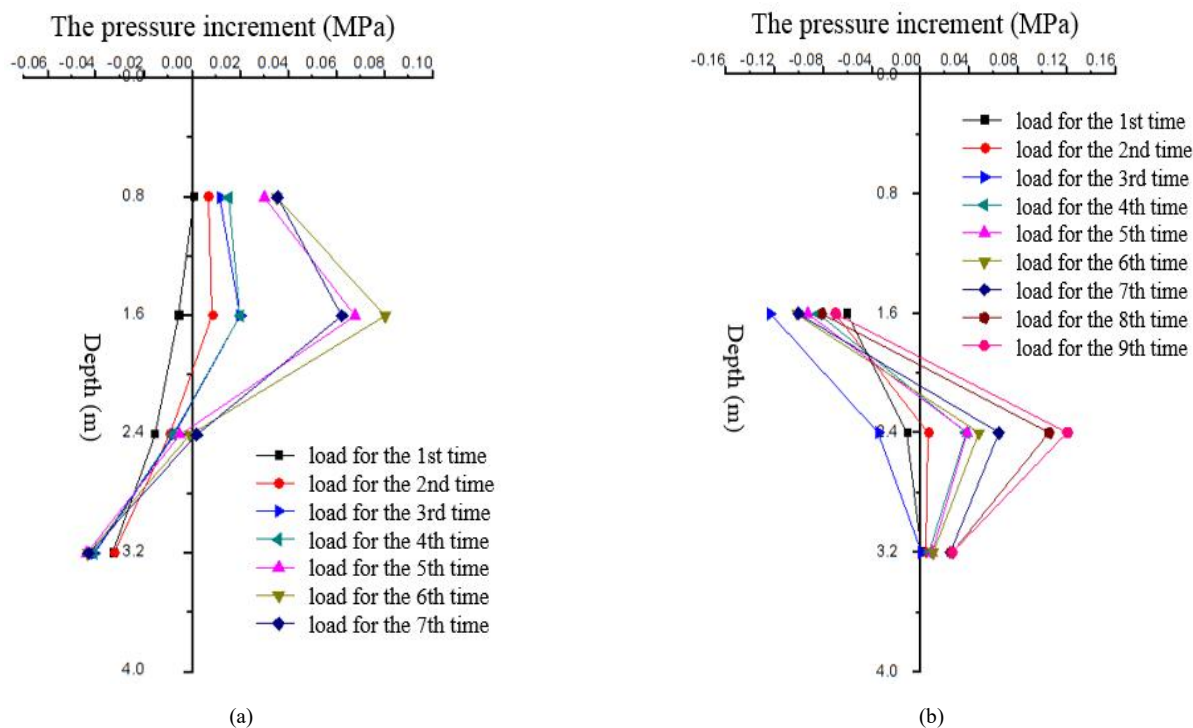 The pressure increment (MPa)
-0.06 -0.04 -0.02 0.00 0.02 0.04 0.06 0.08 0.10
0.0
0.8
1.6
2.4
3.2
4.0
Depth (m)
load for the 1st time
load for the 2nd time
load for the 3rd time
load for the 4th time
load for the 5th time
load for the 6th time
load for the 7th time
(a)
The pressure increment (MPa)
-0.16 -0.12 -0.08 -0.04 0.00 0.04 0.08 0.12 0.16
0.0
0.8
1.6
2.4
3.2
4.0
Depth (m)
load for the 1st time
load for the 2nd time
load for the 3rd time
load for the 4th time
load for the 5th time
load for the 6th time
load for the 7th time
load for the 8th time
load for the 9th time
(b)